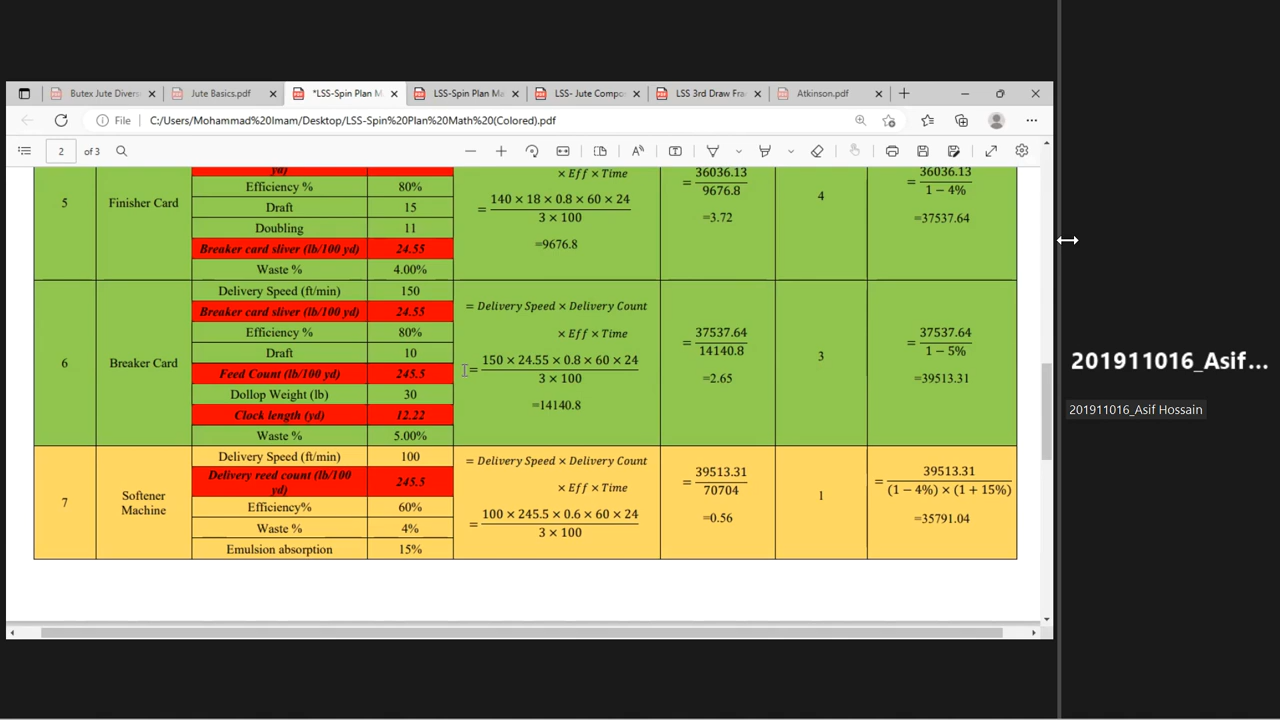 Butex Jute Divers
Jute Basics.pdf
*LSS-Spin Plan M
LSS-Spin Plan Ma
LSS- Jute Compo
LSS 3rd Draw Fra
Atkinson.pdf
File
C:/Users/Mohammad%20Imam/Desktop/LSS-Spin%20Plan%20Math%20(Colored).pdf
2 of 3
yd)
5
Finisher Card
Efficiency % 80%
Draft 15
Doubling 11
Breaker card sliver (lb/100 yd) 24.55
Waste % 4.00%
× Eff × Time
= 140 × 18 × 0.8 × 60 × 24
3 × 100
=9676.8
= 36036.13
9676.8
=3.72
4
= 36036.13
1 − 4%
=37537.64
6
Breaker Card
Delivery Speed (ft/min) 150
Breaker card sliver (lb/100 yd) 24.55
Efficiency % 80%
Draft 10
Feed Count (lb/100 yd) 245.5
Dollop Weight (lb) 30
Clock length (yd) 12.22
Waste % 5.00%
= Delivery Speed × Delivery Count
× Eff × Time
= 150 × 24.55 × 0.8 × 60 × 24
3 × 100
=14140.8
= 37537.64
14140.8
=2.65
3
= 37537.64
1 − 5%
=39513.31
7
Softener
Machine
Delivery Speed (ft/min) 100
Delivery reed count (lb/100
yd) 245.5
Efficiency% 60%
Waste % 4%
Emulsion absorption 15%
= Delivery Speed × Delivery Count
× Eff × Time
= 100 × 245.5 × 0.6 × 60 × 24
3 × 100
= 39513.31
70704
=0.56
1
= 39513.31
(1 − 4%) × (1 + 15%)
=35791.04
201911016_Asif...
201911016_Asif Hossain